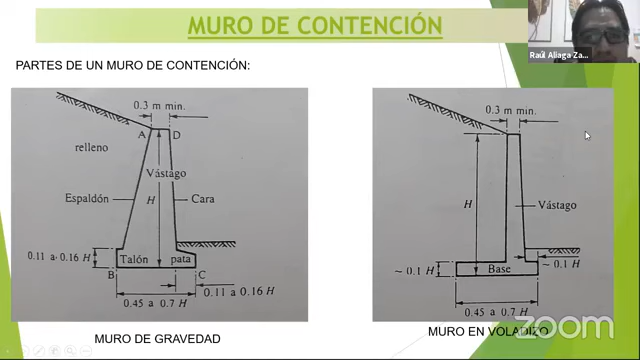 MURO DE CONTENCIÓN
Raúl Aliaga Za...
PARTES DE UN MURO DE CONTENCIÓN:
0.3 m min.
A
D
relleno
Vástago
Espaldón
H
Cara
0.11 a 0.16 H
Talón
pata
B
C
0.11 a 0.16 H
0.45 a 0.7 H
MURO DE GRAVEDAD
0.3 m min.
H
Vástago
~ 0.1 H
~ 0.1 H
Base
0.45 a 0.7 H
MURO EN VOLADIZO
zoom